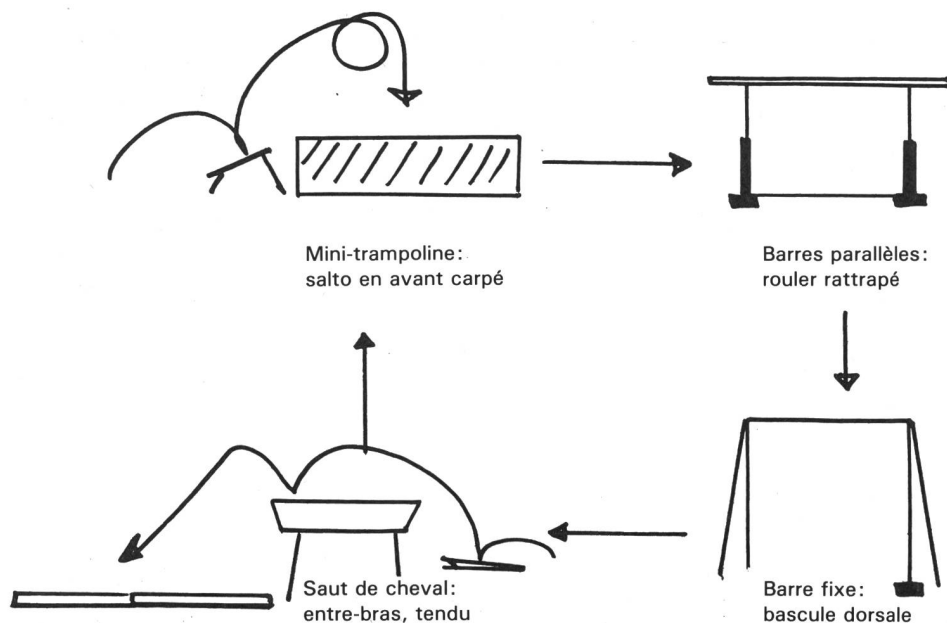 Mini-trampoline:
salto en avant carpé
Barres parallèles:
rouler rattrapé
Saut de cheval:
entre-bras, tendu
Barre fixe:
bascule dorsale